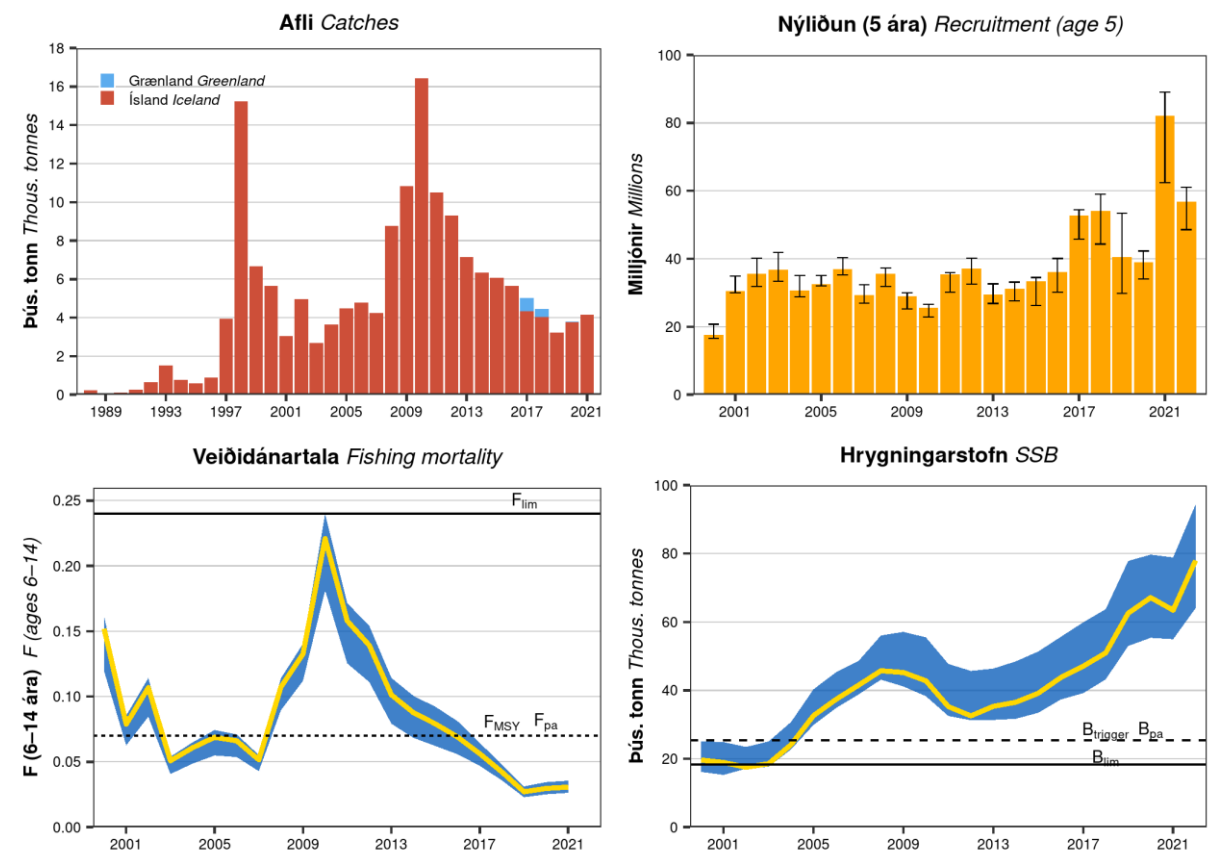 Afli Catches
Þús. tonn Thous. tonnes
18
16
14
12
10
8
6
4
2
0
Grænland Greenland
Ísland Iceland
1989 1993 1997 2001 2005 2009 2013 2017 2021
Nýliðun (5 ára) Recruitment (age 5)
Milljónir Millions
100
80
60
40
20
0
2001 2005 2009 2013 2017 2021
Veiðidánartala Fishing mortality
F (6–14 ára) F (ages 6–14)
0.25
0.20
0.15
0.10
0.05
0.00
Flim
FMSY Fpa
2001 2005 2009 2013 2017 2021
Hrygningarstofn SSB
Þús. tonn Thous. tonnes
100
80
60
40
20
0
Btrigger Bpa
Blim
2001 2005 2009 2013 2017 2021